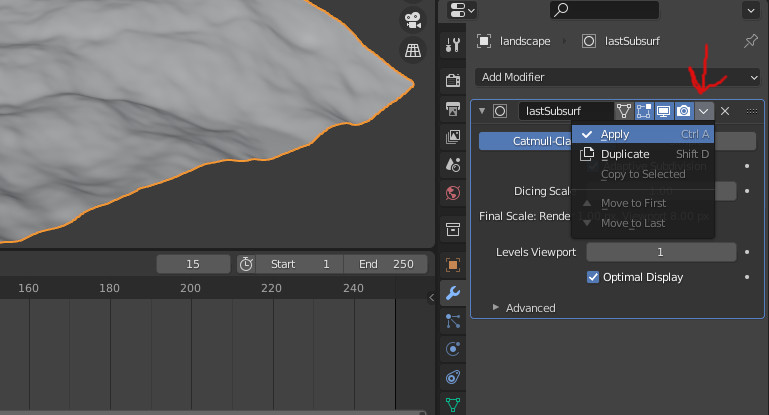 landscape > lastSubsurf
Add Modifier
lastSubsurf
Apply Ctrl A
Catmull-Cla
Duplicate Shift D
Copy to Selected
Dicing Scale
Move to First
Final Scale: Rende
Move to Last
15 Start 1 End 250
Levels Viewport 1
160 180 200 220 240
Optimal Display
Advanced